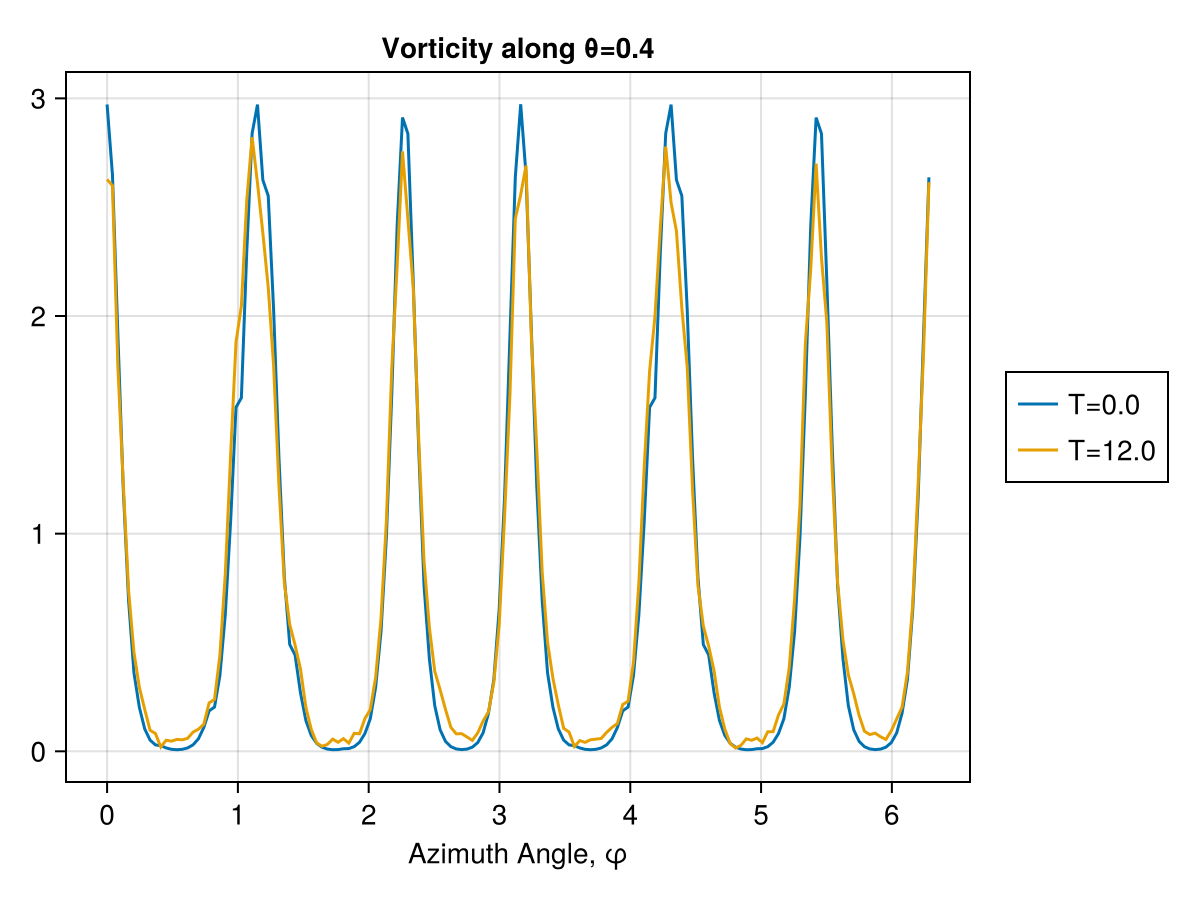 Vorticity along θ=0.4
3
2
1
0
0 1 2 3 4 5 6
Azimuth Angle, φ
T=0.0
T=12.0